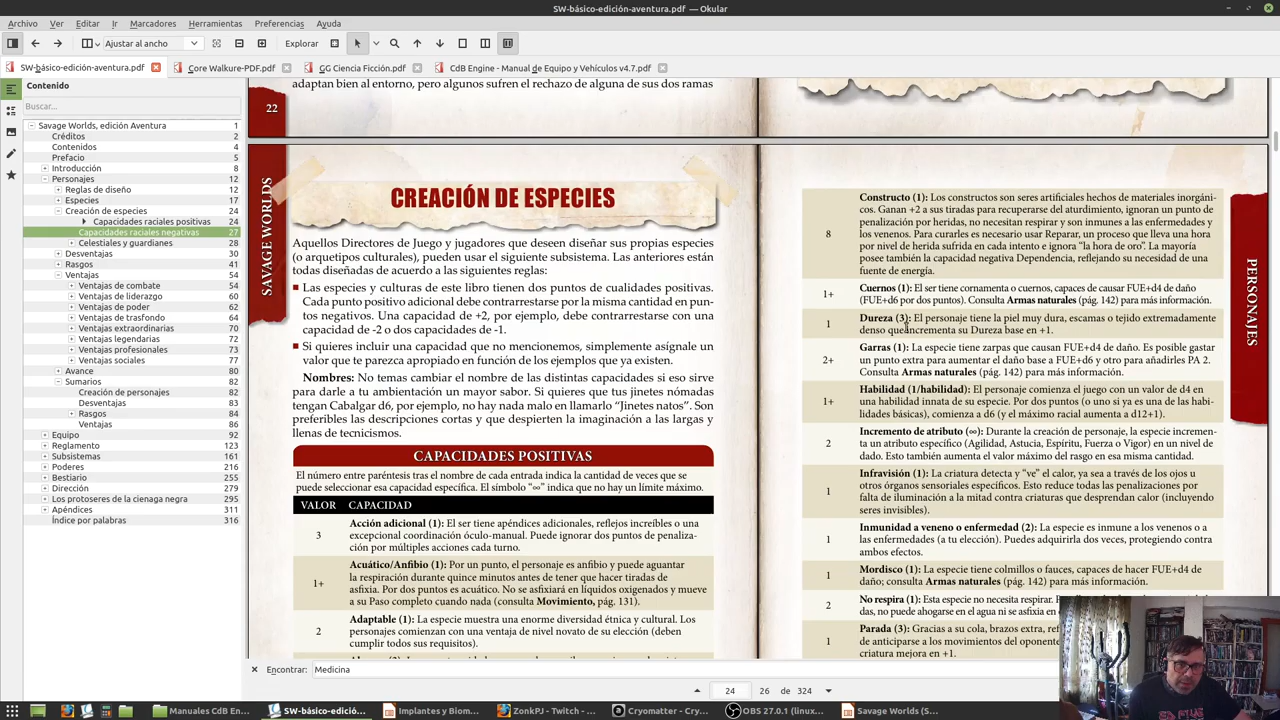 SW-básico-edición-aventura.pdf — Okular
Archivo Ver Editar Ir Marcadores Herramientas Preferencias Ayuda
Ajustar al ancho Explorar
SW-básico-edición-aventura.pdf Core Walkure-PDF.pdf GG Ciencia Ficción.pdf CdB Engine - Manual de Equipo y Vehículos v4.7.pdf
Contenido
Buscar...
Savage Worlds, edición Aventura 1
Créditos 2
Contenidos 4
Prefacio 5
Introducción 8
Personajes 12
Reglas de diseño 12
Especies 17
Creación de especies 24
Capacidades raciales positivas 24
Capacidades raciales negativas 27
Celestiales y guardianes 28
Desventajas 30
Rasgos 41
Ventajas 54
Ventajas de combate 54
Ventajas de liderazgo 60
Ventajas de poder 62
Ventajas de trasfondo 64
Ventajas extraordinarias 70
Ventajas legendarias 72
Ventajas profesionales 73
Ventajas sociales 77
Avance 80
Sumarios 82
Creación de personajes 82
Desventajas 83
Rasgos 84
Ventajas 86
Equipo 92
Reglamento 123
Subsistemas 161
Poderes 216
Bestiario 255
Dirección 279
Los protoseres de la cienaga negra 295
Apéndices 311
Índice por palabras 316
adaptan bien al entorno, pero algunos sufren el rechazo de alguna de sus dos ramas
22
SAVAGE WORLDS
CREACIÓN DE ESPECIES
Aquellos Directores de Juego y jugadores que deseen diseñar sus propias especies
(o arquetipos culturales), pueden usar el siguiente subsistema. Las anteriores están
todas diseñadas de acuerdo a las siguientes reglas:
Las especies y culturas de este libro tienen dos puntos de cualidades positivas.
Cada punto positivo adicional debe contrarrestarse por la misma cantidad en pun-
tos negativos. Una capacidad de +2, por ejemplo, debe contrarrestarse con una
capacidad de -2 o dos capacidades de -1.
Si quieres incluir una capacidad que no mencionemos, simplemente asígnale un
valor que te parezca apropiado en función de los ejemplos que ya existen.
Nombres: No temas cambiar el nombre de las distintas capacidades si eso sirve
para darle a tu ambientación un mayor sabor. Si quieres que tus jinetes nómadas
tengan Cabalgar d6, por ejemplo, no hay nada malo en llamarlo “Jinetes natos”. Son
preferibles las descripciones cortas y que despierten la imaginación a las largas y
llenas de tecnicismos.
CAPACIDADES POSITIVAS
El número entre paréntesis tras el nombre de cada entrada indica la cantidad de veces que se
puede seleccionar esa capacidad específica. El símbolo “∞” indica que no hay un límite máximo.
VALOR CAPACIDAD
3 Acción adicional (1): El ser tiene apéndices adicionales, reflejos increíbles o una
excepcional coordinación óculo-manual. Puede ignorar dos puntos de penaliza-
ción por múltiples acciones cada turno.
1+ Acuático/Anfibio (1): Por un punto, el personaje es anfibio y puede aguantar
la respiración durante quince minutos antes de tener que hacer tiradas de
asfixia. Por dos puntos es acuático. No se asfixiará en líquidos oxigenados y mueve
a su Paso completo cuando nada (consulta Movimiento, pág. 131).
2 Adaptable (1): La especie muestra una enorme diversidad étnica y cultural. Los
personajes comienzan con una ventaja de nivel novato de su elección (deben
cumplir todos sus requisitos).
PERSONAJES
8 Constructo (1): Los constructos son seres artificiales hechos de materiales inorgáni-
cos. Ganan +2 a sus tiradas para recuperarse del aturdimiento, ignoran un punto de
penalización por heridas, no necesitan respirar y son inmunes a las enfermedades y
los venenos. Para curarles es necesario usar Reparar, un proceso que lleva una hora
por nivel de herida sufrida en cada intento e ignora “la hora de oro”. La mayoría
posee también la capacidad negativa Dependencia, reflejando su necesidad de una
fuente de energía.
1+ Cuernos (1): El ser tiene cornamenta o cuernos, capaces de causar FUE+d4 de daño
(FUE+d6 por dos puntos). Consulta Armas naturales (pág. 142) para más información.
1 Dureza (3): El personaje tiene la piel muy dura, escamas o tejido extremadamente
denso que incrementa su Dureza base en +1.
2+ Garras (1): La especie tiene zarpas que causan FUE+d4 de daño. Es posible gastar
un punto extra para aumentar el daño base a FUE+d6 y otro para añadirles PA 2.
Consulta Armas naturales (pág. 142) para más información.
1+ Habilidad (1/habilidad): El personaje comienza el juego con un valor de d4 en
una habilidad innata de su especie. Por dos puntos (o uno si ya es una de las habi-
lidades básicas), comienza a d6 (y el máximo racial aumenta a d12+1).
2 Incremento de atributo (∞): Durante la creación de personaje, la especie incremen-
ta un atributo específico (Agilidad, Astucia, Espíritu, Fuerza o Vigor) en un nivel de
dado. Esto también aumenta el valor máximo del rasgo en esa misma cantidad.
1 Infravisión (1): La criatura detecta y “ve” el calor, ya sea a través de los ojos u
otros órganos sensoriales específicos. Esto reduce todas las penalizaciones por
falta de iluminación a la mitad contra criaturas que desprendan calor (incluyendo
seres invisibles).
1 Inmunidad a veneno o enfermedad (2): La especie es inmune a los venenos o a
las enfermedades (a tu elección). Puedes adquirirla dos veces, protegiendo contra
ambos efectos.
1 Mordisco (1): La especie tiene colmillos o fauces, capaces de hacer FUE+d4 de
daño; consulta Armas naturales (pág. 142) para más información.
2 No respira (1): Esta especie no necesita respirar.
das, no puede ahogarse en el agua ni se asfixia en
1 Parada (3): Gracias a su cola, brazos extra,
de anticiparse a los movimientos del oponente
criatura mejora en +1.
Encontrar: Medicina
24 26 de 324
Manuales CdB En... SW-básico-edició... Implantes y Biom... ZonkPJ - Twitch - ... Cryomatter - Cryo... OBS 27.0.1 (linux... Savage Worlds (S...